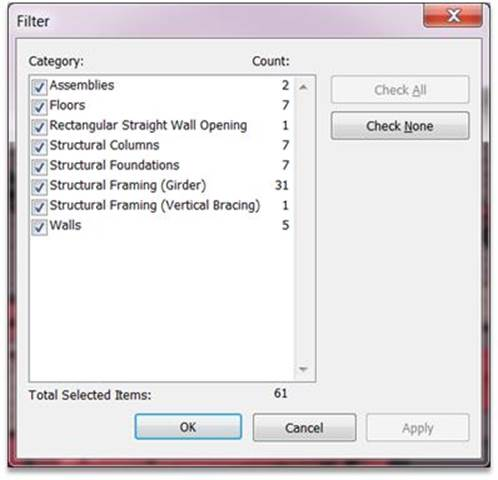 Filter
Category: Count:
Assemblies 2
Floors 7
Rectangular Straight Wall Opening 1
Structural Columns 7
Structural Foundations 7
Structural Framing (Girder) 31
Structural Framing (Vertical Bracing) 1
Walls 5
Check All
Check None
Total Selected Items: 61
OK Cancel Apply